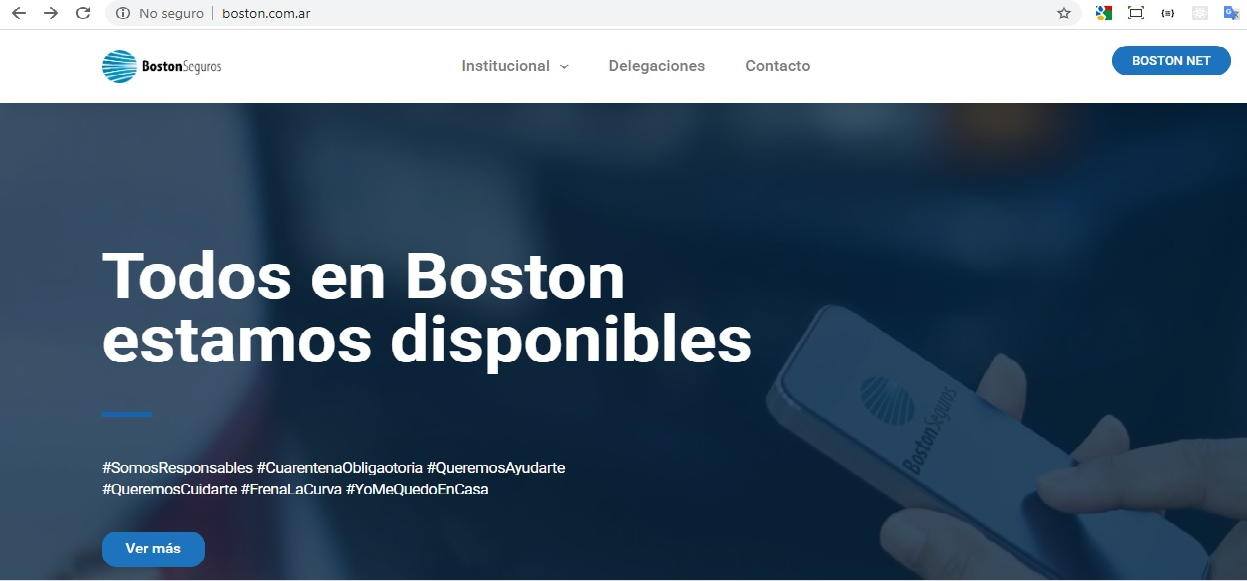 No seguro | boston.com.ar
BostonSeguros
Institucional
Delegaciones
Contacto
BOSTON NET
Todos en Boston
estamos disponibles
BostonSeguros
#SomosResponsables #CuarentenaObligaotoria #QueremosAyudarte
#QueremosCuidarte #FrenaLaCurva #YoMeQuedoEnCasa
Ver más